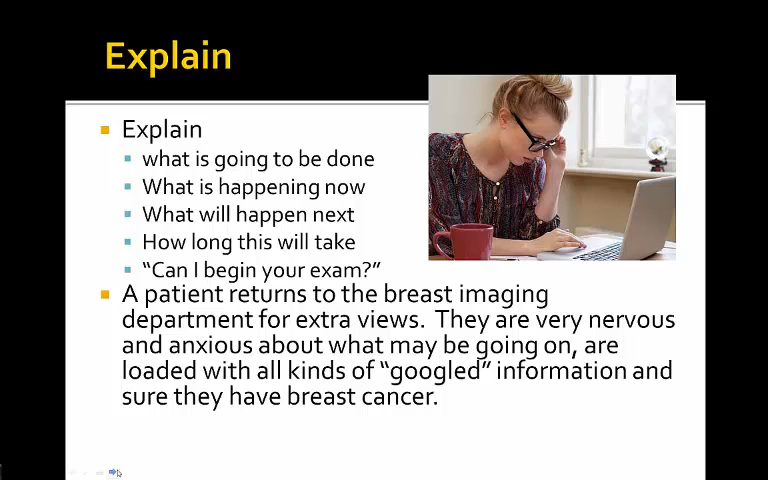 Explain
Explain
what is going to be done
What is happening now
What will happen next
How long this will take
“Can I begin your exam?”
A patient returns to the breast imaging
department for extra views.  They are very nervous
and anxious about what may be going on, are
loaded with all kinds of “googled” information and
sure they have breast cancer.